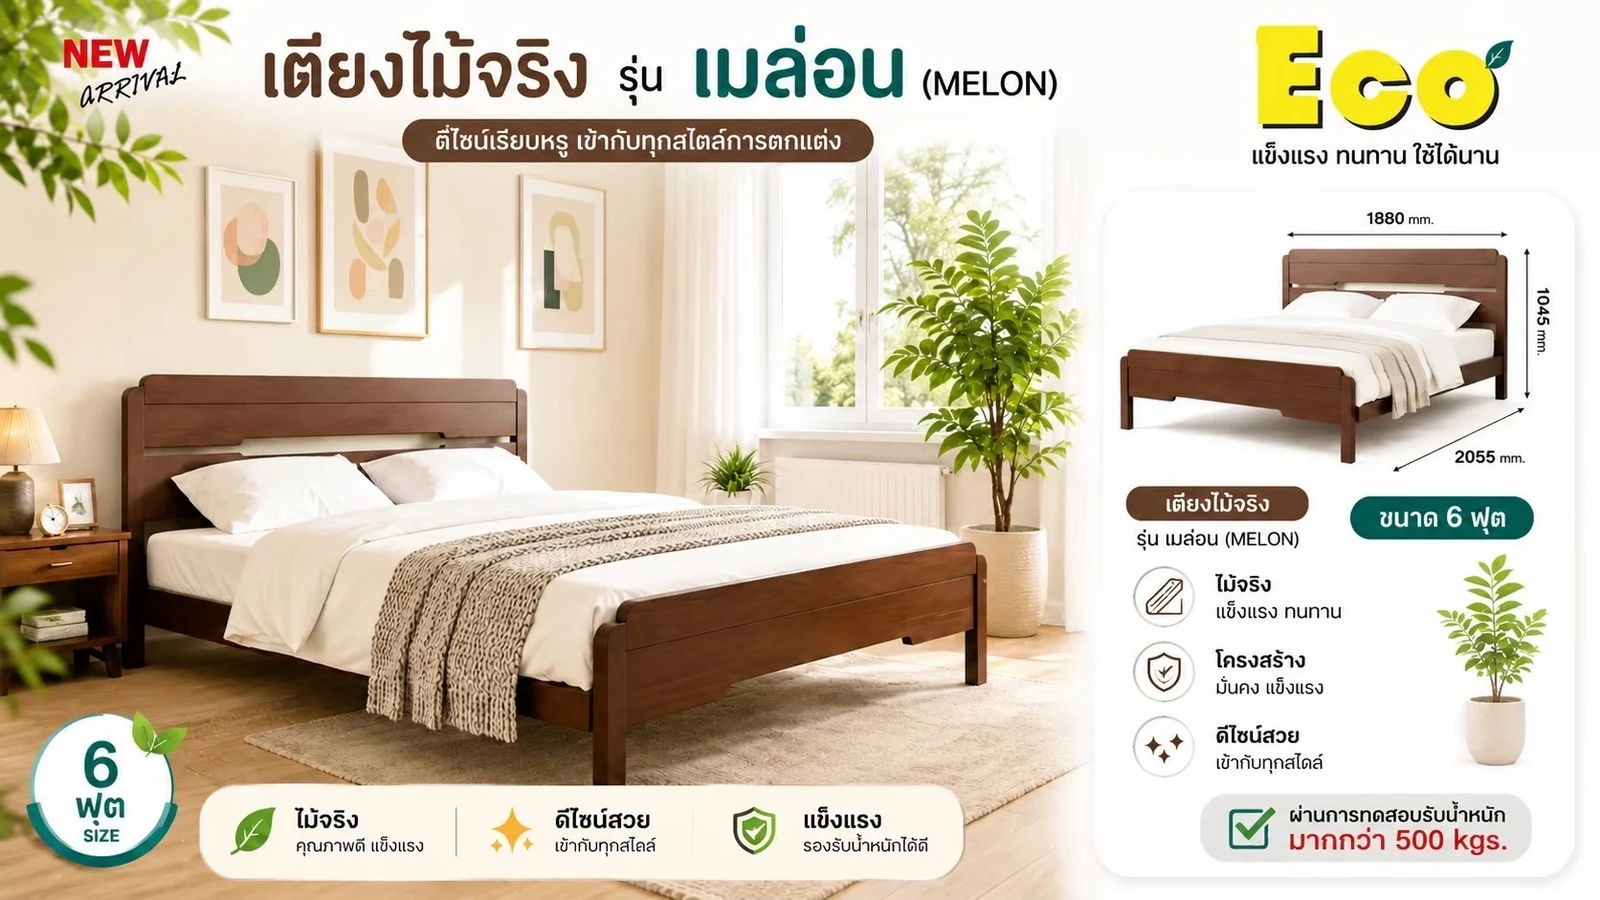 NEW
ARRIVAL
เตียงไม้จริง รุ่น เมล่อน (MELON)
ดีไซน์เรียบหรู เข้ากับทุกสไตล์การตกแต่ง
Eco
แข็งแรง ทนทาน ใช้ได้นาน
1880 mm.
1045 mm.
2055 mm.
เตียงไม้จริง
รุ่น เมล่อน (MELON)
ขนาด 6 ฟุต
ไม้จริง
แข็งแรง ทนทาน
โครงสร้าง
มั่นคง แข็งแรง
ดีไซน์สวย
เข้ากับทุกสไตล์
ผ่านการทดสอบรับน้ำหนัก
มากกว่า 500 kgs.
6
ฟุต
SIZE
ไม้จริง
คุณภาพดี แข็งแรง
ดีไซน์สวย
เข้ากับทุกสไตล์
แข็งแรง
รองรับน้ำหนักได้ดี